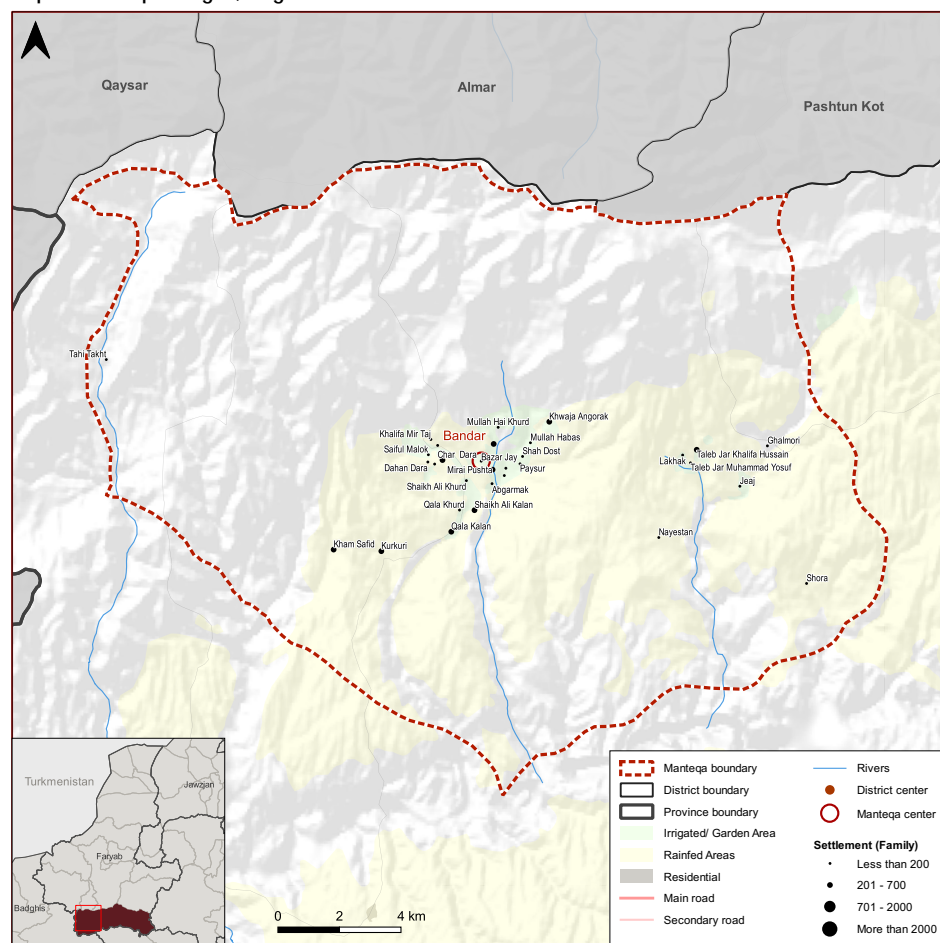 Qaysar
Almar
Pashtun Kot
Tahi Takht
Khwaja Angorak
Mullah Hai Khurd
Khalifa Mir Taj
Bandar
Mullah Habas
Ghalmori
Saiful Malok
Char Dara
Bazar Jay
Shah Dost
Taleb Jar Khalifa Hussain
Lakhak
Dahan Dara
Mirai Pushta
Paysur
Taleb Jar Muhammad Yosuf
Shaikh Ali Khurd
Abgarmak
Jeaj
Qala Khurd
Shaikh Ali Kalan
Qala Kalan
Nayestan
Kham Safid
Kurkuri
Shora
Turkmenistan
Jawzjan
Faryab
Badghis
0 2 4 km
Manteqa boundary
District boundary
Province boundary
Irrigated/ Garden Area
Rainfed Areas
Residential
Main road
Secondary road
Rivers
District center
Manteqa center
Settlement (Family)
Less than 200
201 - 700
701 - 2000
More than 2000